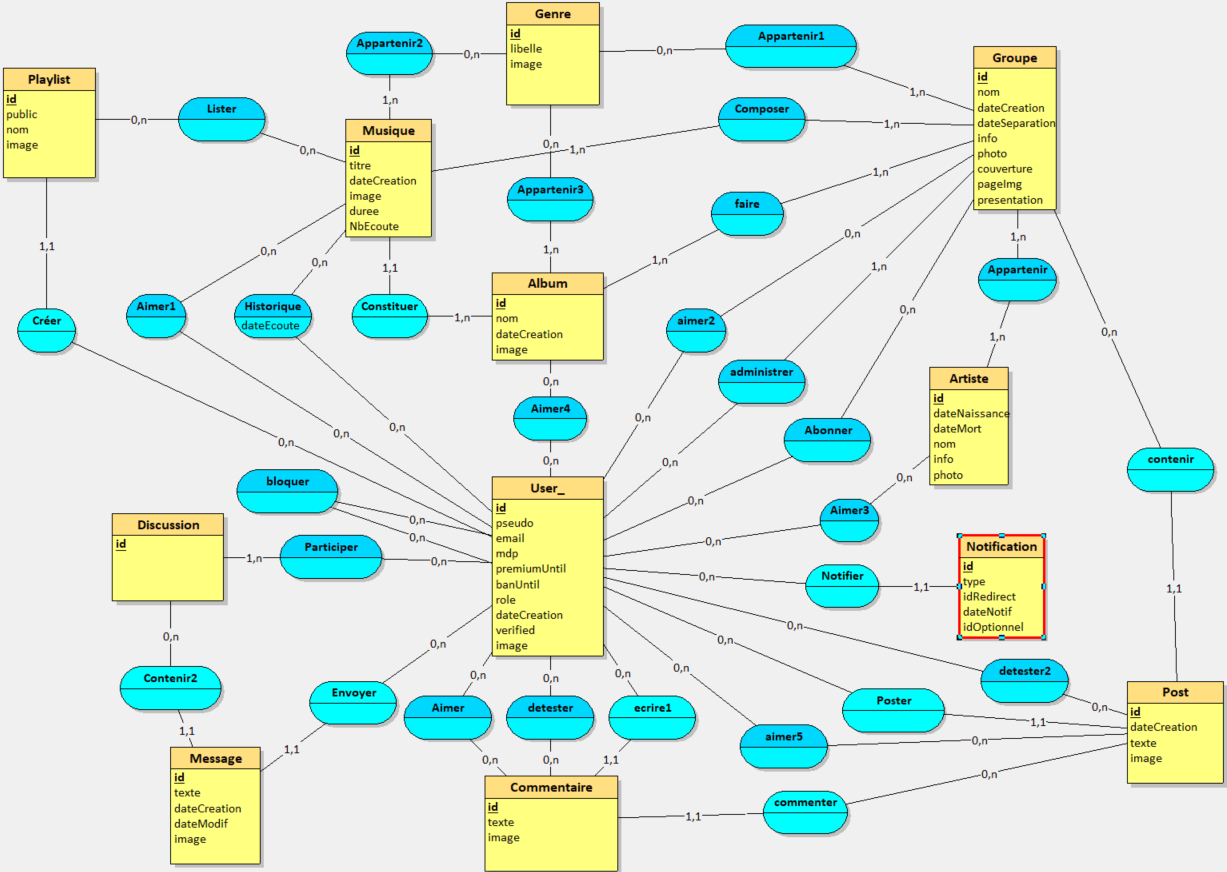 Genre
id
libelle
image
Appartenir2
0,n
1,n
0,n
Appartenir1
1,n
Groupe
id
nom
dateCreation
dateSeparation
info
photo
couverture
pageImg
presentation
Playlist
id
public
nom
image
0,n
Lister
0,n
Musique
id
titre
dateCreation
image
duree
NbEcoute
Composer
1,n
1,n
0,n
Appartenir3
1,n
faire
1,n
1,n
1,1
Créer
0,n
0,n
Aimer1
0,n
0,n
Historique
dateEcoute
0,n
1,1
Constituer
1,n
Album
id
nom
dateCreation
image
0,n
Aimer4
0,n
0,n
aimer2
0,n
1,n
administrer
0,n
0,n
Abonner
0,n
1,n
Appartenir
1,n
Artiste
id
dateNaissance
dateMort
nom
info
photo
0,n
Aimer3
0,n
0,n
contenir
1,1
bloquer
0,n
0,n
Discussion
id
1,n
Participer
0,n
User_
id
pseudo
email
mdp
premiumUntil
banUntil
role
dateCreation
verified
image
0,n
Notifier
1,1
Notification
id
type
idRedirect
dateNotif
idOptionnel
0,n
Contenir2
1,1
Message
id
texte
dateCreation
dateModif
image
0,n
Envoyer
1,1
0,n
Aimer
0,n
0,n
detester
0,n
0,n
ecrire1
1,1
0,n
aimer5
0,n
0,n
Poster
1,1
0,n
detester2
0,n
Post
id
dateCreation
texte
image
Commentaire
id
texte
image
1,1
commenter
0,n